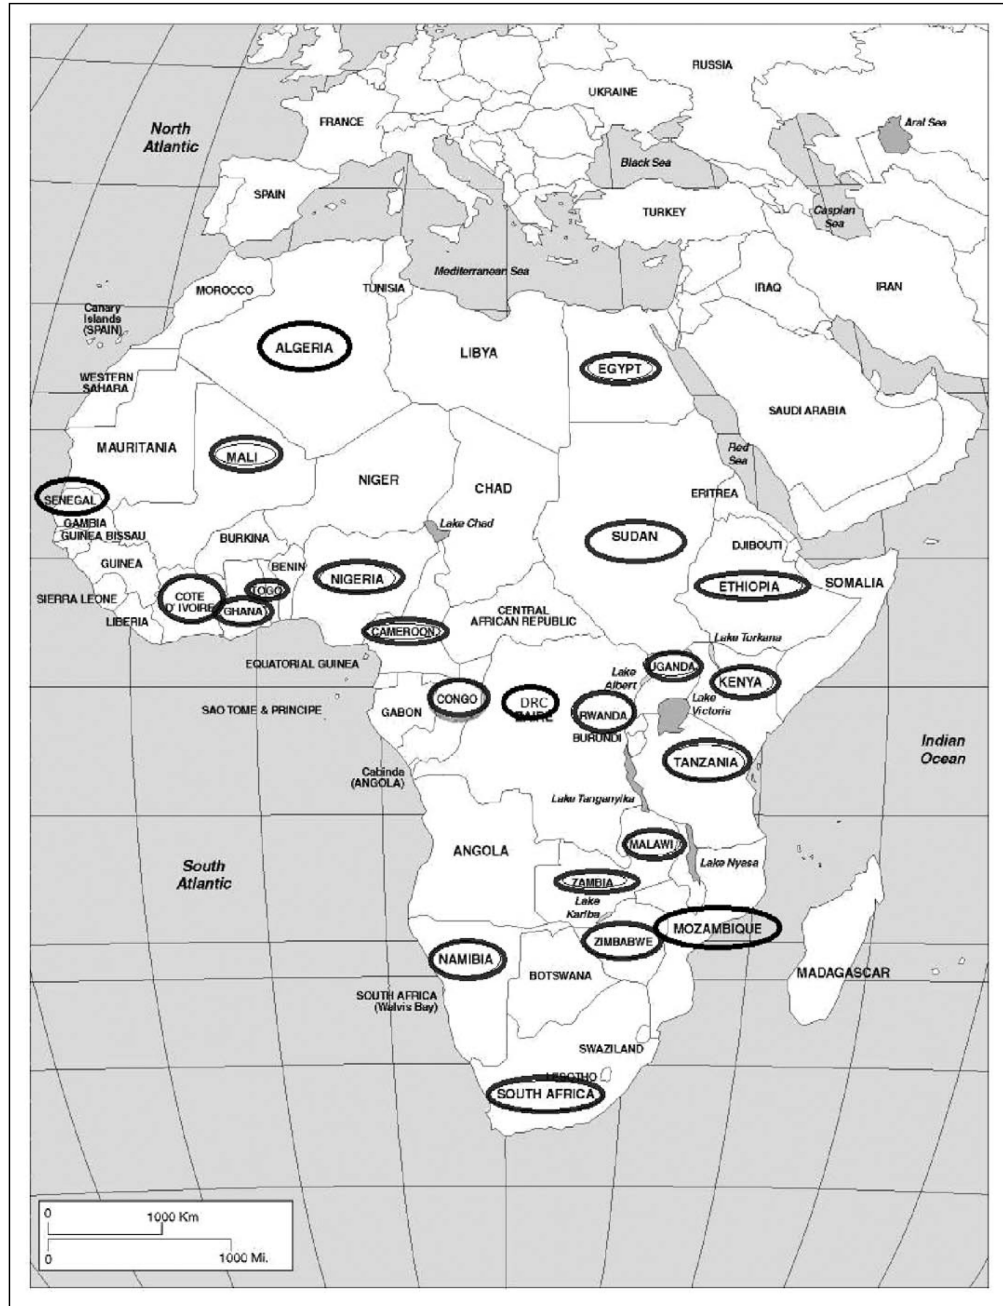 RUSSIA
UKRAINE
Aral Sea
FRANCE
North
Atlantic
Black Sea
SPAIN
TURKEY
Caspian
Sea
Mediterranean Sea
MOROCCO
TUNISIA
IRAQ
IRAN
Canary
Islands
(SPAIN)
ALGERIA
LIBYA
EGYPT
WESTERN
SAHARA
SAUDI ARABIA
MAURITANIA
MALI
Red
Sea
NIGER
CHAD
SENEGAL
ERITREA
GAMBIA
GUINEA BISSAU
Lake Chad
BURKINA
SUDAN
DJIBOUTI
GUINEA
BENIN
NIGERIA
ETHIOPIA
SOMALIA
TOGO
COTE
D' IVOIRE
SIERRA LEONE
GHANA
LIBERIA
CENTRAL
AFRICAN REPUBLIC
CAMEROON
Lake Turkana
EQUATORIAL GUINEA
UGANDA
Lake
Albert
KENYA
CONGO
DRC
ZAIRE
Lake
Victoria
SAO TOME & PRINCIPE
GABON
RWANDA
BURUNDI
Indian
Ocean
TANZANIA
Cabinda
(ANGOLA)
Lake Tanganyika
MALAWI
ANGOLA
Lake Nyasa
South
Atlantic
ZAMBIA
Lake
Kariba
MOZAMBIQUE
ZIMBABWE
NAMIBIA
BOTSWANA
MADAGASCAR
SOUTH AFRICA
(Walvis Bay)
SWAZILAND
LESOTHO
SOUTH AFRICA
0
1000 Km
0
1000 Mi.